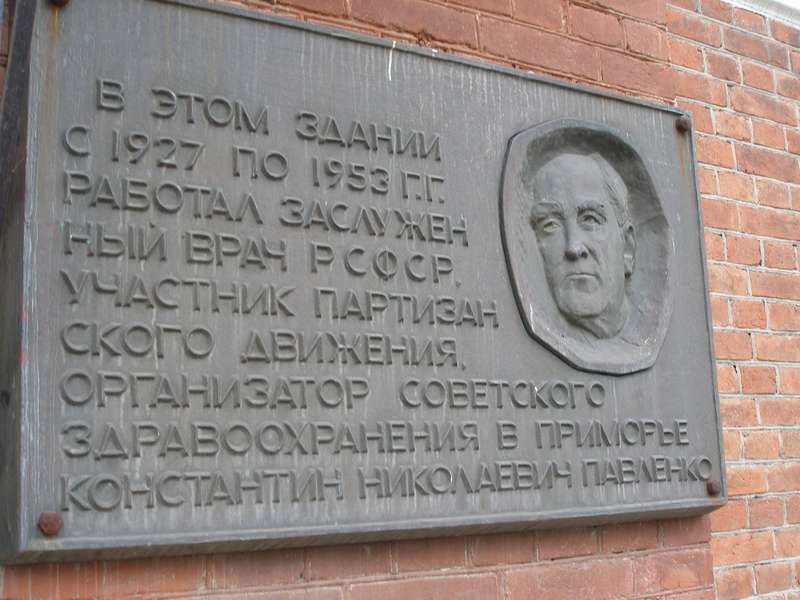 В ЭТОМ ЗДАНИИ
С 1927 ПО 1953 Г.Г.
РАБОТАЛ ЗАСЛУЖЕН
НЫЙ ВРАЧ РСФСР,
УЧАСТНИК ПАРТИЗАН
СКОГО ДВИЖЕНИЯ,
ОРГАНИЗАТОР СОВЕТСКОГО
ЗДРАВООХРАНЕНИЯ В ПРИМОРЬЕ
КОНСТАНТИН НИКОЛАЕВИЧ ПАВЛЕНКО